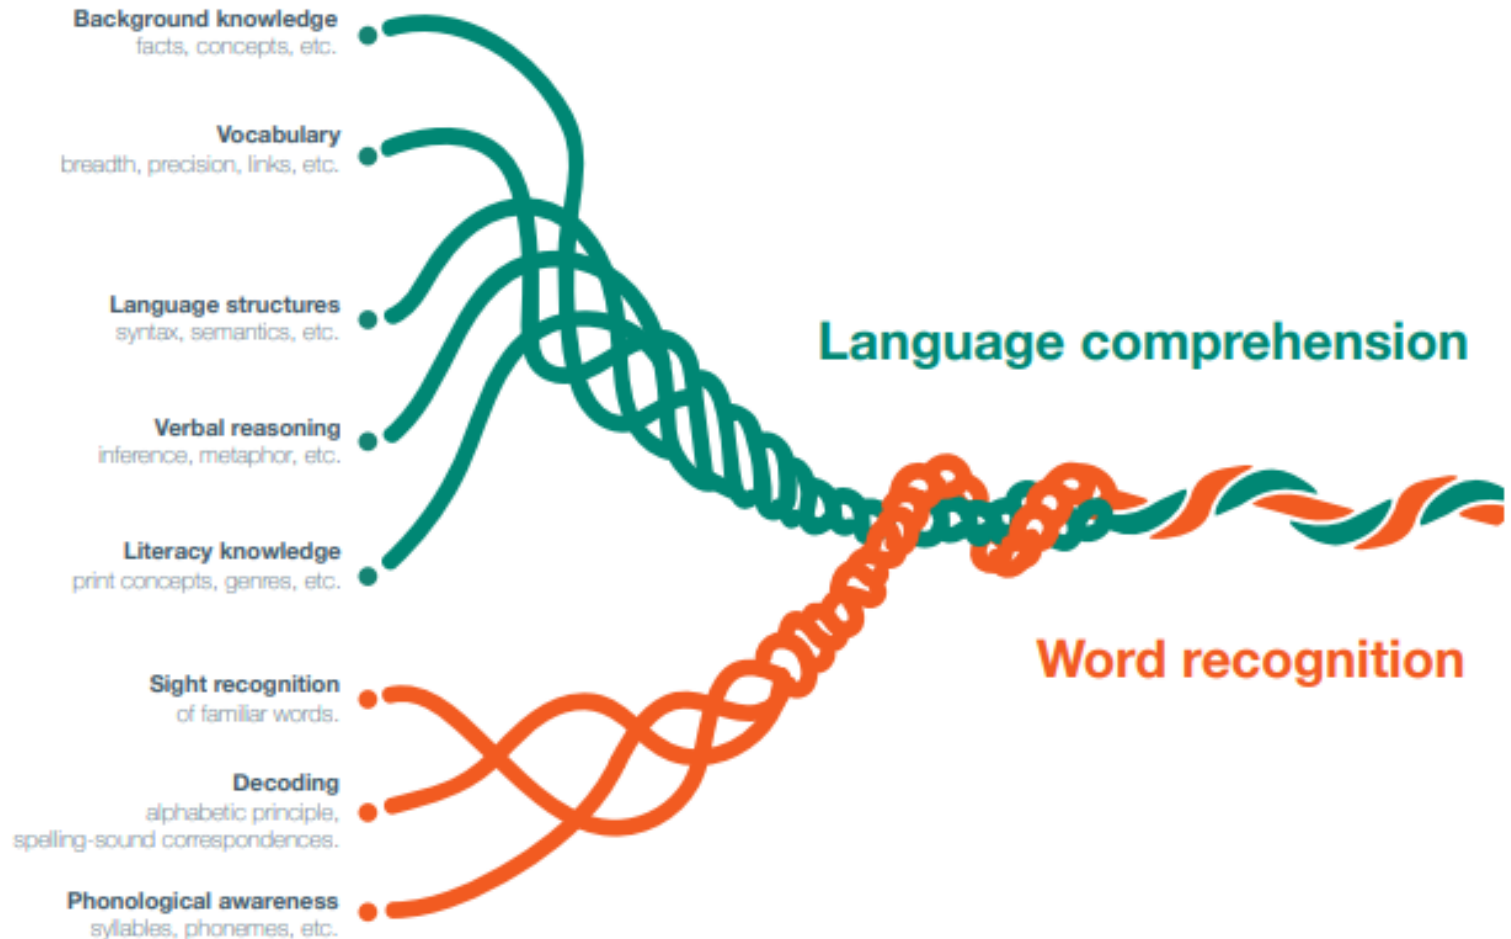 Background knowledge
facts, concepts, etc.
Vocabulary
breadth, precision, links, etc.
Language structures
syntax, semantics, etc.
Verbal reasoning
inference, metaphor, etc.
Literacy knowledge
print concepts, genres, etc.
Language comprehension
Word recognition
Sight recognition
of familiar words.
Decoding
alphabetic principle,
spelling-sound correspondences.
Phonological awareness
syllables, phonemes, etc.